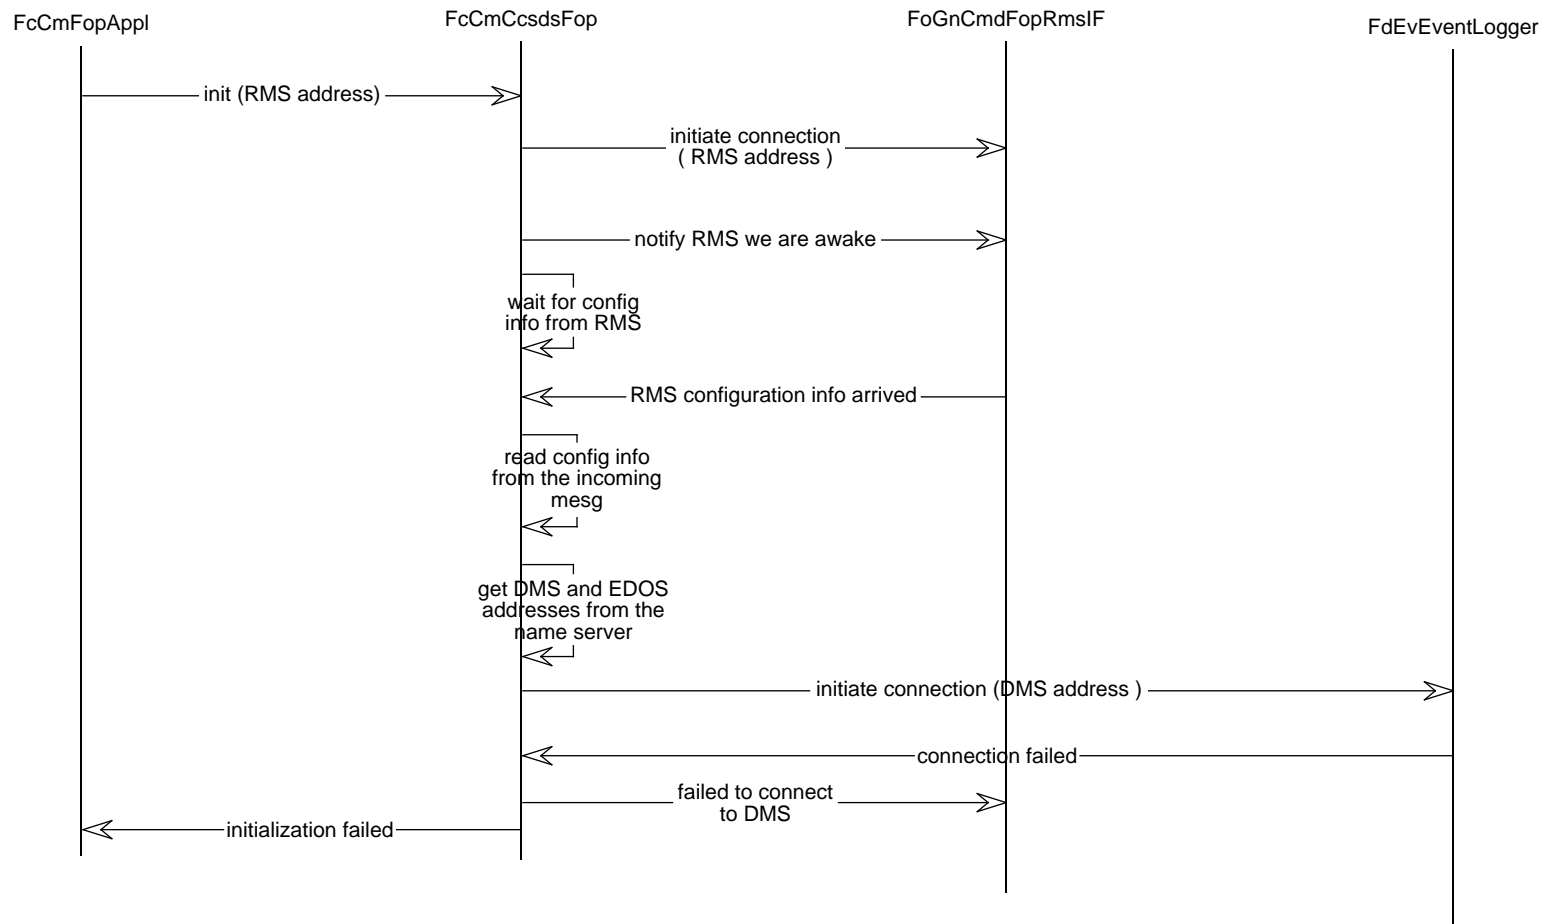 FcCmFopAppl
FcCmCcsdsFop
FoGnCmdFopRmsIF
FdEvEventLogger
init (RMS address)
initiate connection
( RMS address )
notify RMS we are awake
wait for config
info from RMS
RMS configuration info arrived
read config info
from the incoming
mesg
get DMS and EDOS
addresses from the
name server
initiate connection (DMS address )
connection failed
failed to connect
to DMS
initialization failed